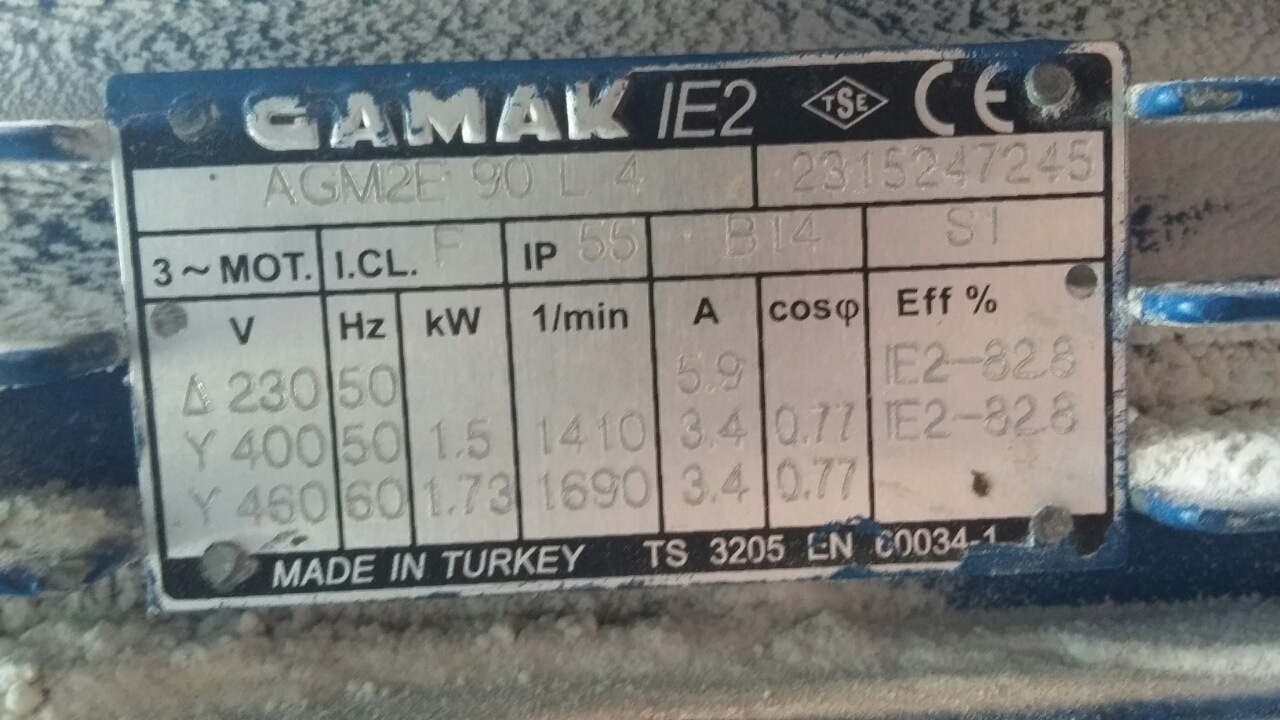 GAMAK IE2 TSE CE
AGM2E 90 L 4 2315247245
3~MOT. I.CL. F IP 55 B14 S1
V Hz kW 1/min A cosφ Eff %
Δ 230 50 5.9 IE2-82.8
Y 400 50 1.5 1410 3.4 0.77 IE2-82.8
Y 460 60 1.73 1690 3.4 0.77
MADE IN TURKEY TS 3205 EN 60034-1